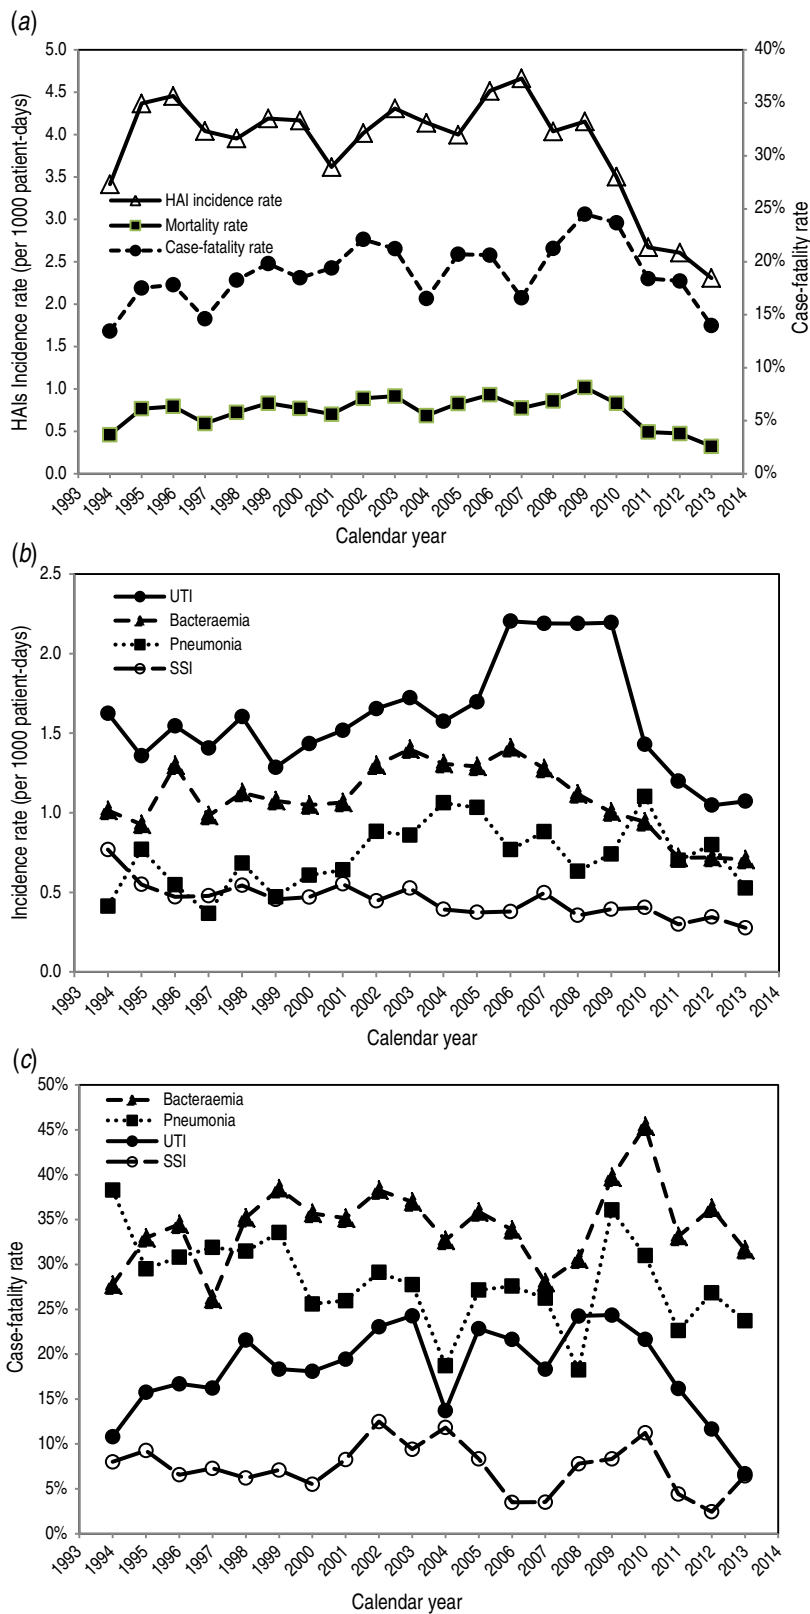 (a)
5.0
4.5
4.0
3.5
3.0
2.5
2.0
1.5
1.0
0.5
0.0
HAIs Incidence rate (per 1000 patient-days)
40%
35%
30%
25%
20%
15%
10%
5%
0%
Case-fatality rate
HAI incidence rate
Mortality rate
Case-fatality rate
1993 1994 1995 1996 1997 1998 1999 2000 2001 2002 2003 2004 2005 2006 2007 2008 2009 2010 2011 2012 2013 2014
Calendar year
(b)
2.5
2.0
1.5
1.0
0.5
0.0
Incidence rate (per 1000 patient-days)
UTI
Bacteraemia
Pneumonia
SSI
1993 1994 1995 1996 1997 1998 1999 2000 2001 2002 2003 2004 2005 2006 2007 2008 2009 2010 2011 2012 2013 2014
Calendar year
(c)
50%
45%
40%
35%
30%
25%
20%
15%
10%
5%
0%
Case-fatality rate
Bacteraemia
Pneumonia
UTI
SSI
1993 1994 1995 1996 1997 1998 1999 2000 2001 2002 2003 2004 2005 2006 2007 2008 2009 2010 2011 2012 2013 2014
Calendar year